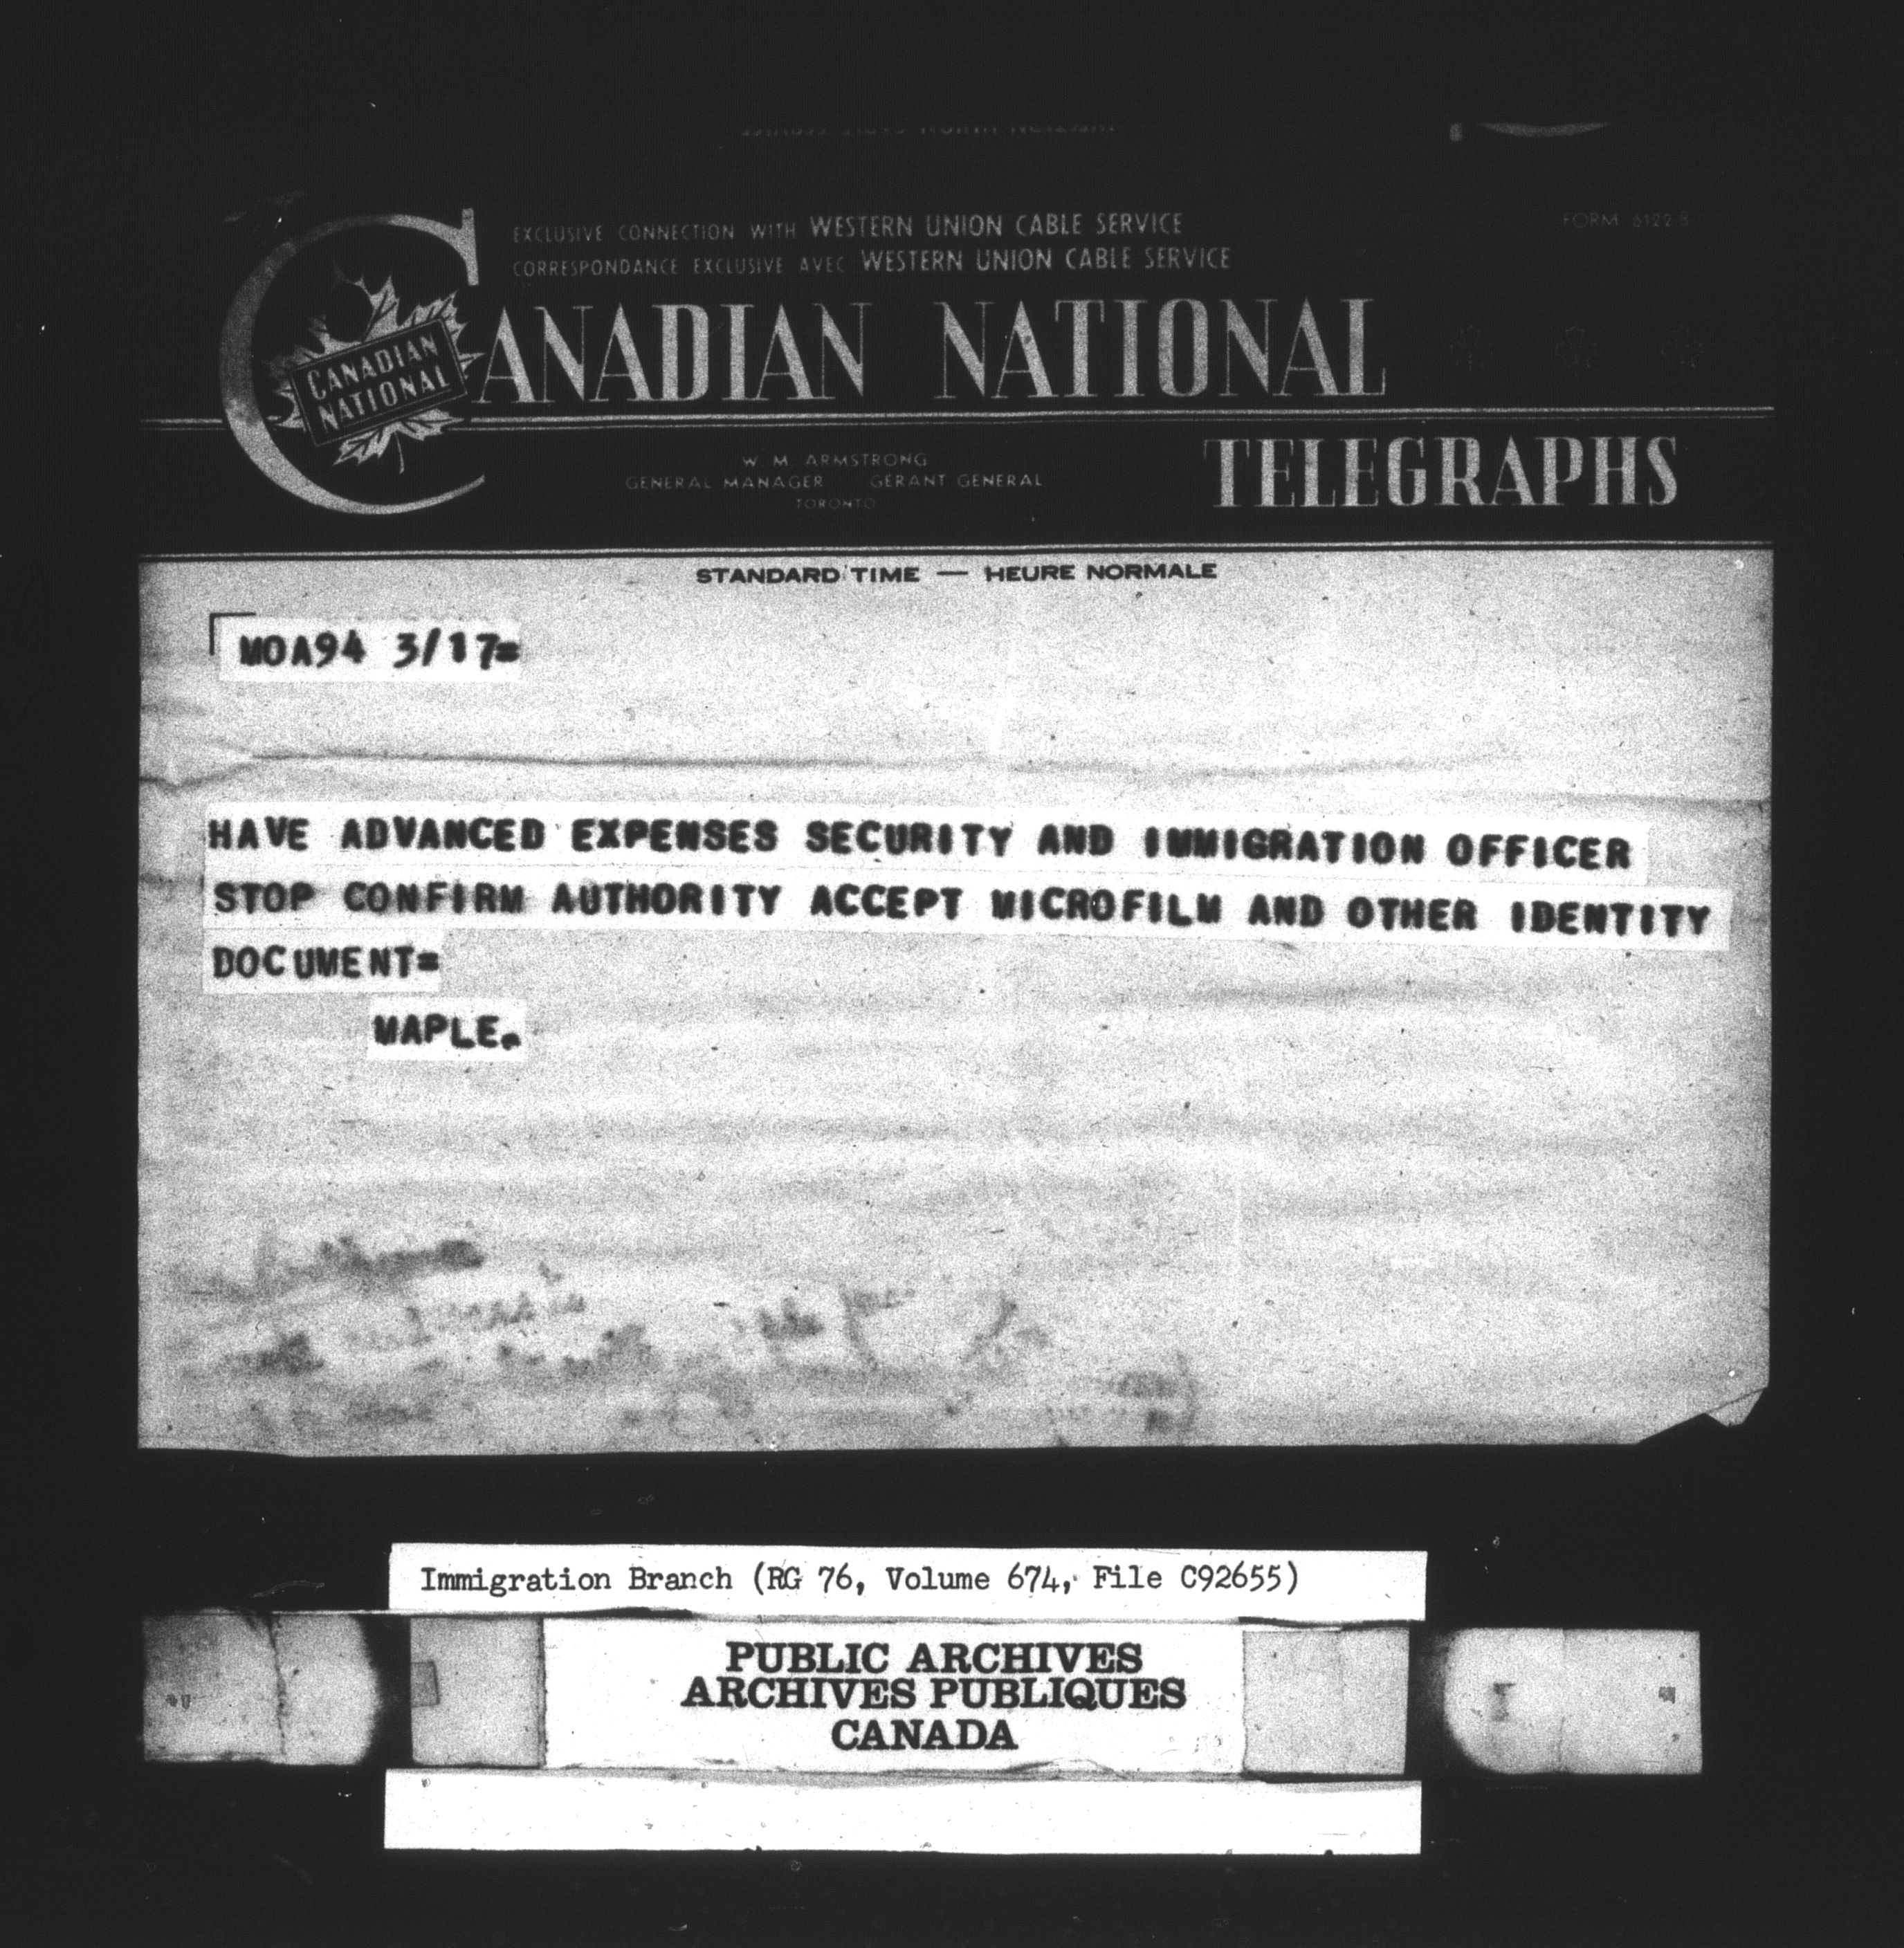 EXCLUSIVE CONNECTION WITH WESTERN UNION CABLE SERVICE
CORRESPONDANCE EXCLUSIVE AVEC WESTERN UNION CABLE SERVICE
FORM 6122 B
CANADIAN NATIONAL
CANADIAN
NATIONAL
TELEGRAPHS
W. M. ARMSTRONG
GENERAL MANAGER GERANT GENERAL
TORONTO
STANDARD TIME — HEURE NORMALE
MOA94 3/17=
HAVE ADVANCED EXPENSES SECURITY AND IMMIGRATION OFFICER
STOP CONFIRM AUTHORITY ACCEPT MICROFILM AND OTHER IDENTITY
DOCUMENT=
MAPLE.
Immigration Branch (RG 76, Volume 674, File C92655)
PUBLIC ARCHIVES
ARCHIVES PUBLIQUES
CANADA